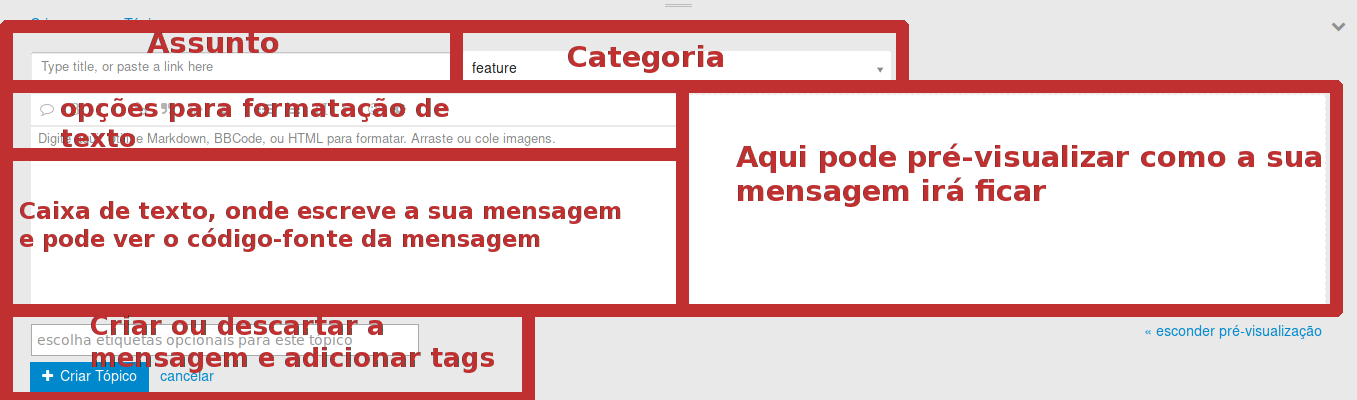 Assunto
Categoria
Type title, or paste a link here
feature
opções para formatação de
texto
Markdown, BBCode, ou HTML para formatar. Arraste ou cole imagens.
Aqui pode pré-visualizar como a sua
mensagem irá ficar
Caixa de texto, onde escreve a sua mensagem
e pode ver o código-fonte da mensagem
Criar ou descartar a
mensagem e adicionar tags
escolha etiquetas opcionais para este tópico
« esconder pré-visualização
Criar Tópico
cancelar